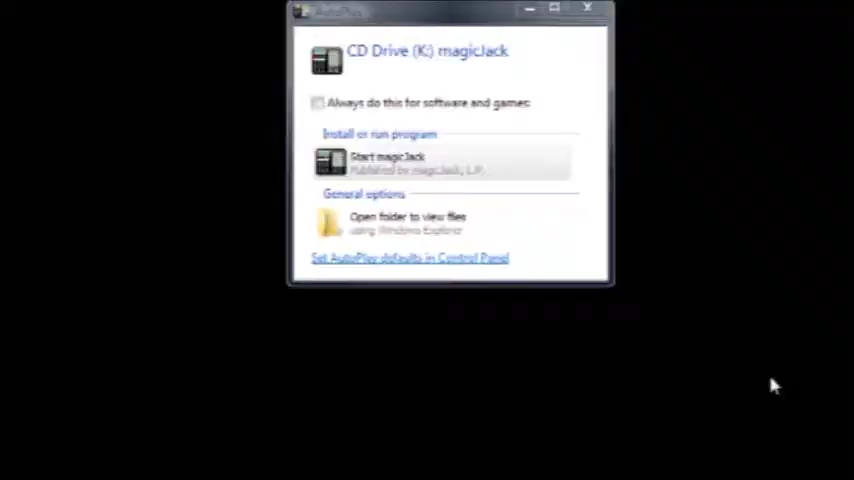 AutoPlay
CD Drive (K:) magicJack
Always do this for software and games:
Install or run program
Start magicJack
Published by magicJack, L.P.
General options
Open folder to view files
using Windows Explorer
Set AutoPlay defaults in Control Panel